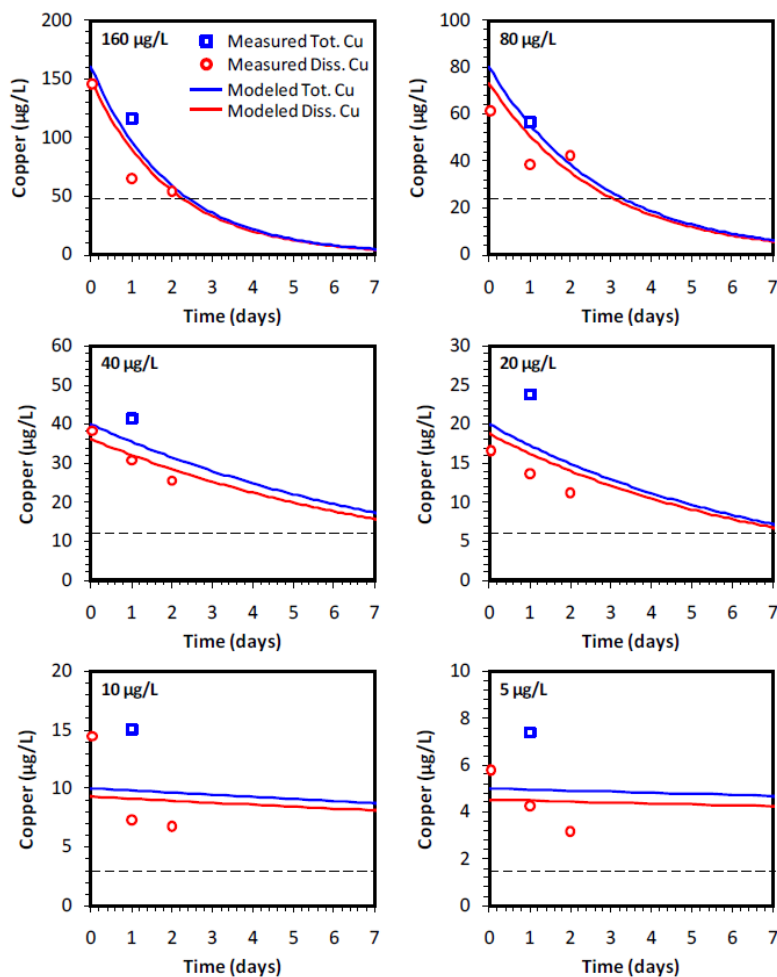 160 µg/L
Measured Tot. Cu
Measured Diss. Cu
Modeled Tot. Cu
Modeled Diss. Cu
Copper (µg/L)
200
150
100
50
0
0 1 2 3 4 5 6 7
Time (days)
80 µg/L
Copper (µg/L)
100
80
60
40
20
0
0 1 2 3 4 5 6 7
Time (days)
40 µg/L
Copper (µg/L)
60
50
40
30
20
10
0
0 1 2 3 4 5 6 7
Time (days)
20 µg/L
Copper (µg/L)
30
25
20
15
10
5
0
0 1 2 3 4 5 6 7
Time (days)
10 µg/L
Copper (µg/L)
20
15
10
5
0
0 1 2 3 4 5 6 7
Time (days)
5 µg/L
Copper (µg/L)
10
8
6
4
2
0
0 1 2 3 4 5 6 7
Time (days)